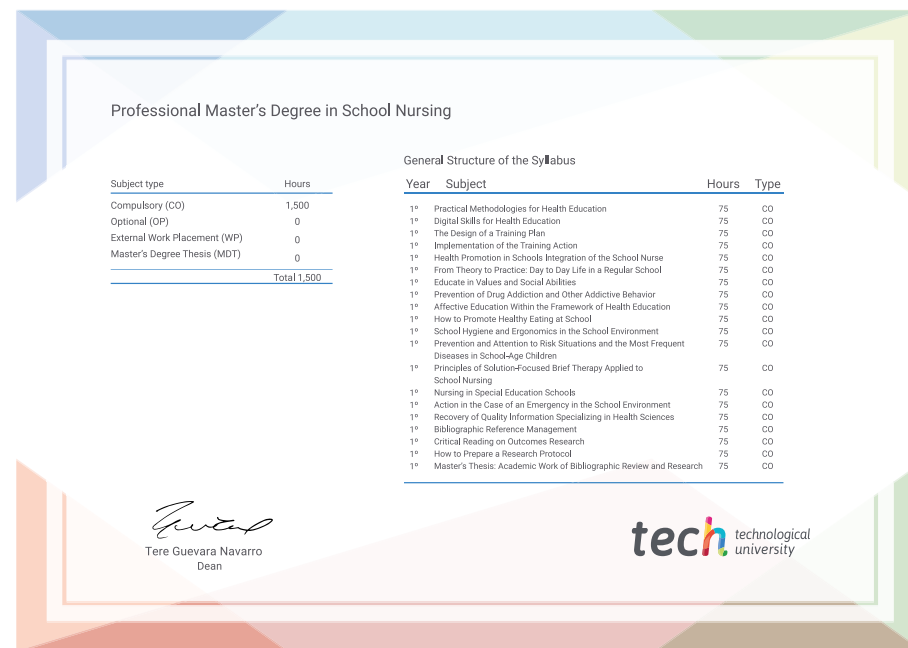 Professional Master's Degree in School Nursing
Subject type Hours
Compulsory (CO) 1,500
Optional (OP) 0
External Work Placement (WP) 0
Master's Degree Thesis (MDT) 0
Total 1,500
General Structure of the Syllabus
Year Subject Hours Type
1º Practical Methodologies for Health Education 75 CO
1º Digital Skills for Health Education 75 CO
1º The Design of a Training Plan 75 CO
1º Implementation of the Training Action 75 CO
1º Health Promotion in Schools Integration of the School Nurse 75 CO
1º From Theory to Practice: Day to Day Life in a Regular School 75 CO
1º Educate in Values and Social Abilities 75 CO
1º Prevention of Drug Addiction and Other Addictive Behavior 75 CO
1º Affective Education Within the Framework of Health Education 75 CO
1º How to Promote Healthy Eating at School 75 CO
1º School Hygiene and Ergonomics in the School Environment 75 CO
1º Prevention and Attention to Risk Situations and the Most Frequent 75 CO
Diseases in School-Age Children
1º Principles of Solution-Focused Brief Therapy Applied to 75 CO
School Nursing
1º Nursing in Special Education Schools 75 CO
1º Action in the Case of an Emergency in the School Environment 75 CO
1º Recovery of Quality Information Specializing in Health Sciences 75 CO
1º Bibliographic Reference Management 75 CO
1º Critical Reading on Outcomes Research 75 CO
1º How to Prepare a Research Protocol 75 CO
1º Master's Thesis: Academic Work of Bibliographic Review and Research 75 CO
Tere Guevara Navarro
Dean
tech technological
university